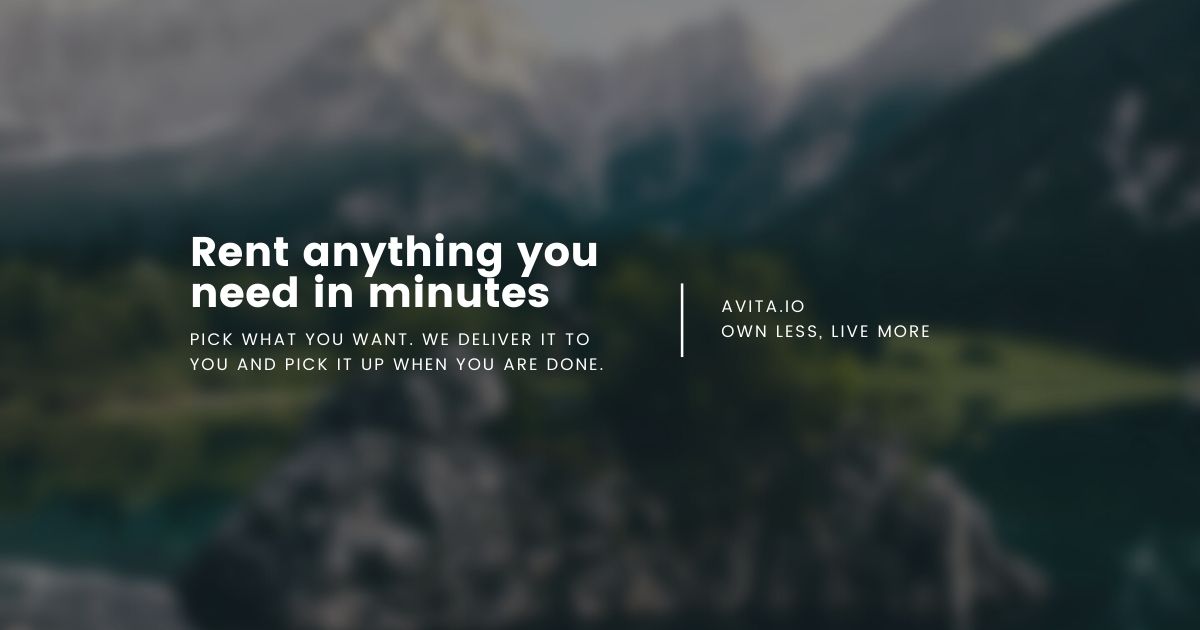 Rent anything you
need in minutes
PICK WHAT YOU WANT. WE DELIVER IT TO
YOU AND PICK IT UP WHEN YOU ARE DONE.
AVITA.IO
OWN LESS, LIVE MORE